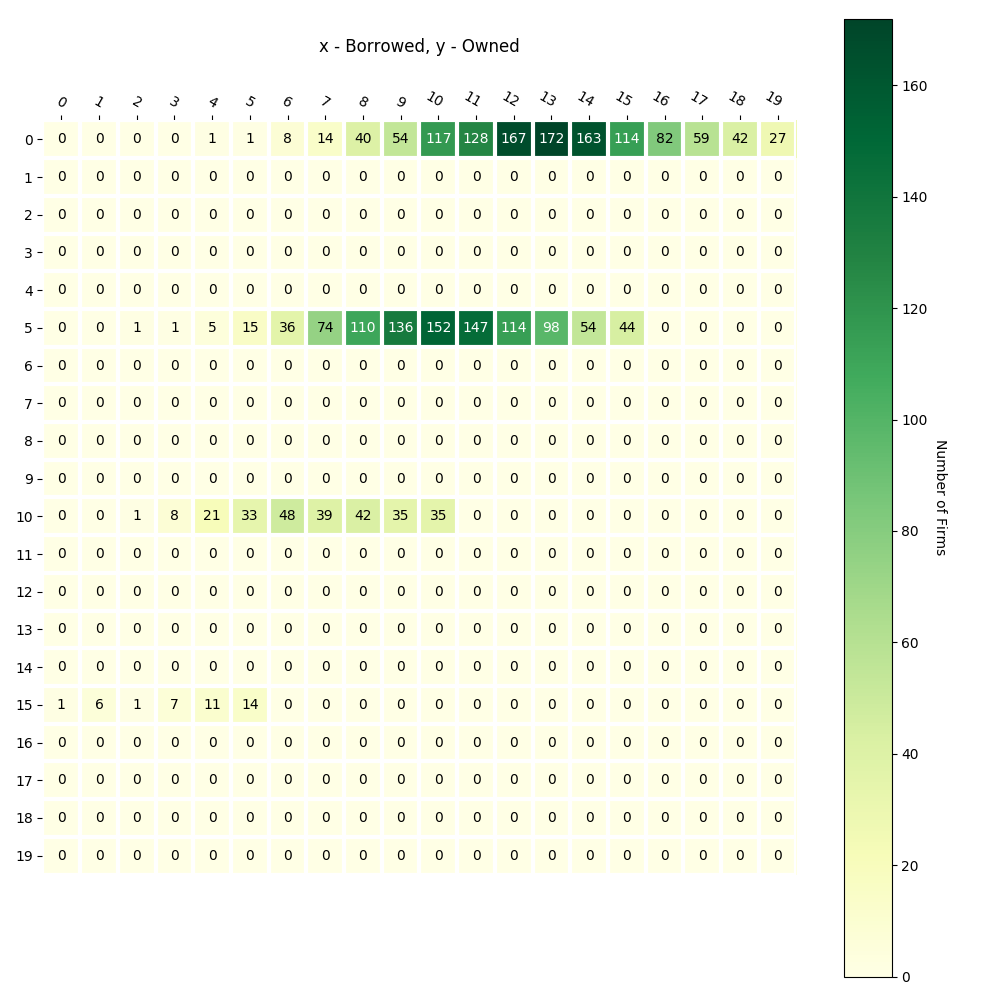 x - Borrowed, y - Owned
0 1 2 3 4 5 6 7 8 9 10 11 12 13 14 15 16 17 18 19
0 0 0 0 0 1 1 8 14 40 54 117 128 167 172 163 114 82 59 42 27
1 0 0 0 0 0 0 0 0 0 0 0 0 0 0 0 0 0 0 0 0
2 0 0 0 0 0 0 0 0 0 0 0 0 0 0 0 0 0 0 0 0
3 0 0 0 0 0 0 0 0 0 0 0 0 0 0 0 0 0 0 0 0
4 0 0 0 0 0 0 0 0 0 0 0 0 0 0 0 0 0 0 0 0
5 0 0 1 1 5 15 36 74 110 136 152 147 114 98 54 44 0 0 0 0
6 0 0 0 0 0 0 0 0 0 0 0 0 0 0 0 0 0 0 0 0
7 0 0 0 0 0 0 0 0 0 0 0 0 0 0 0 0 0 0 0 0
8 0 0 0 0 0 0 0 0 0 0 0 0 0 0 0 0 0 0 0 0
9 0 0 0 0 0 0 0 0 0 0 0 0 0 0 0 0 0 0 0 0
10 0 0 1 8 21 33 48 39 42 35 35 0 0 0 0 0 0 0 0 0
11 0 0 0 0 0 0 0 0 0 0 0 0 0 0 0 0 0 0 0 0
12 0 0 0 0 0 0 0 0 0 0 0 0 0 0 0 0 0 0 0 0
13 0 0 0 0 0 0 0 0 0 0 0 0 0 0 0 0 0 0 0 0
14 0 0 0 0 0 0 0 0 0 0 0 0 0 0 0 0 0 0 0 0
15 1 6 1 7 11 14 0 0 0 0 0 0 0 0 0 0 0 0 0 0
16 0 0 0 0 0 0 0 0 0 0 0 0 0 0 0 0 0 0 0 0
17 0 0 0 0 0 0 0 0 0 0 0 0 0 0 0 0 0 0 0 0
18 0 0 0 0 0 0 0 0 0 0 0 0 0 0 0 0 0 0 0 0
19 0 0 0 0 0 0 0 0 0 0 0 0 0 0 0 0 0 0 0 0
160
140
120
100
80
60
40
20
0
Number of Firms